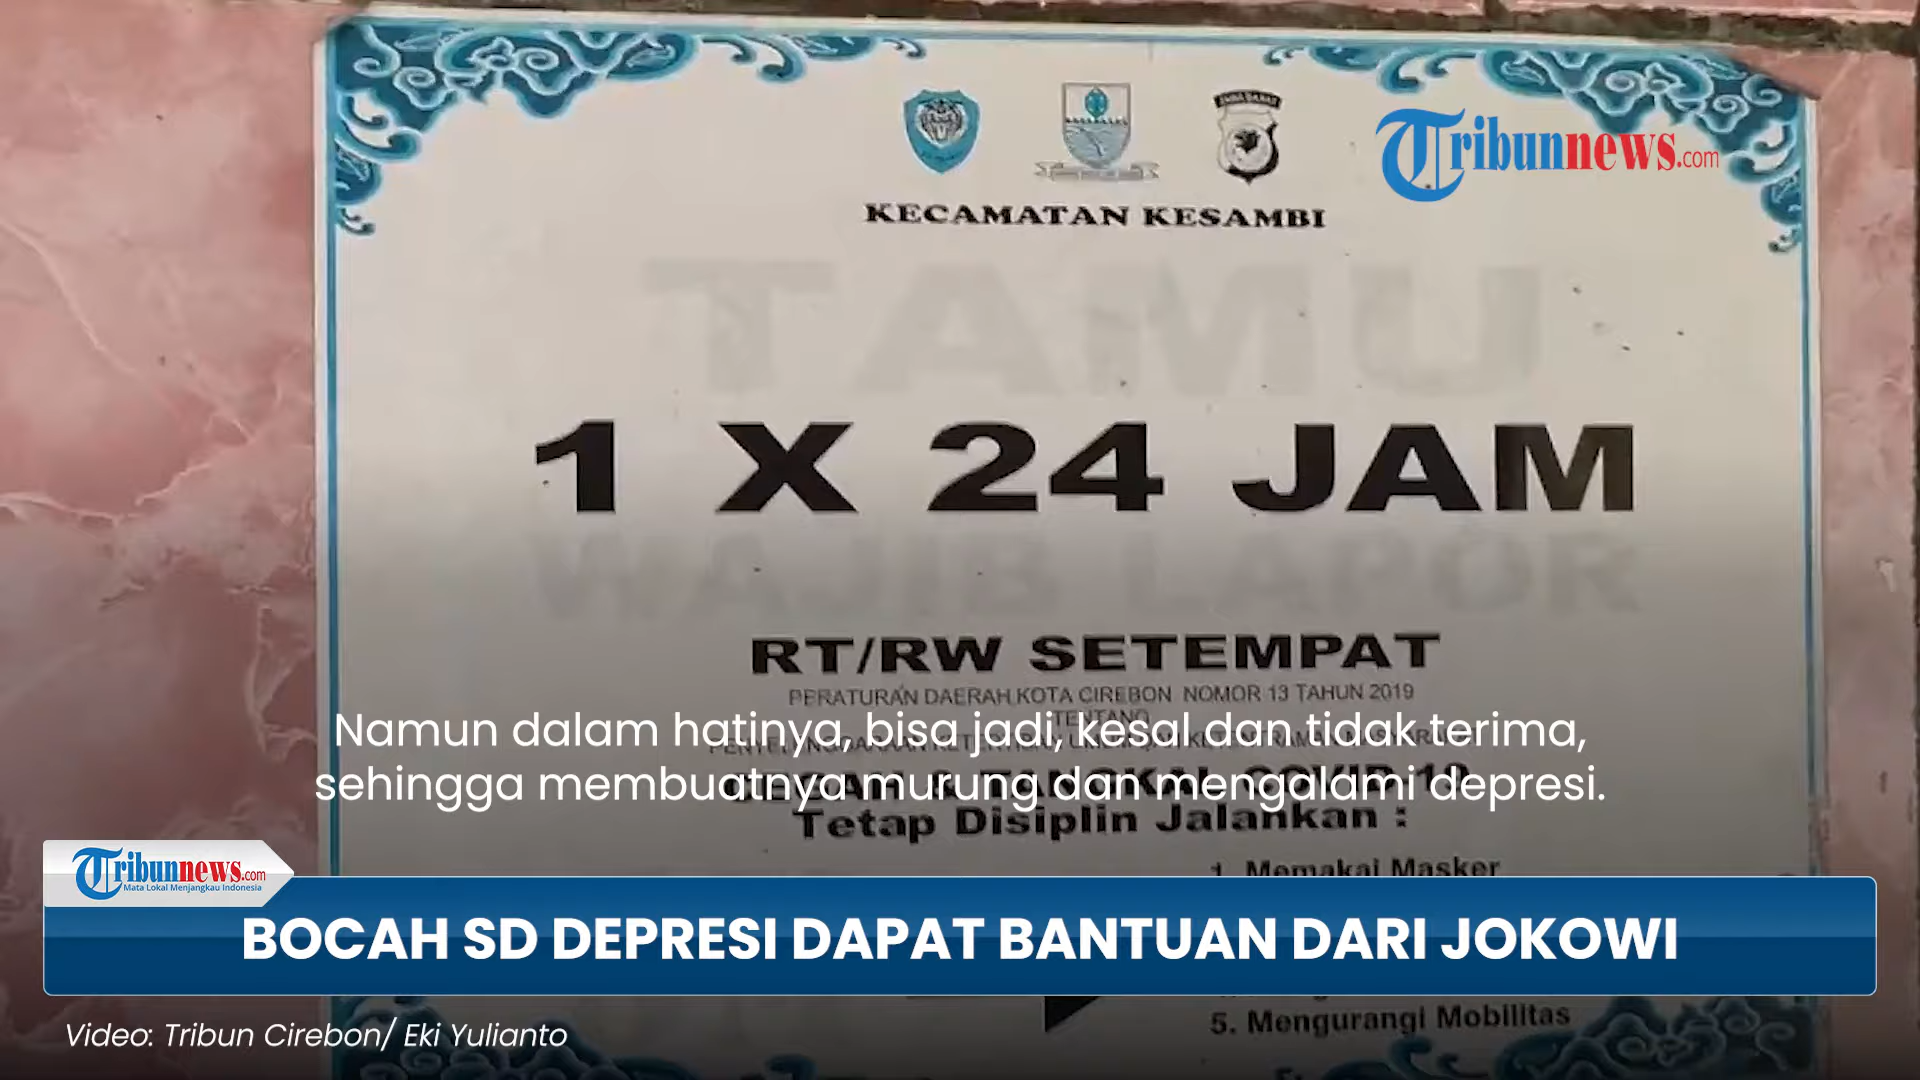 JAWA BARAT
Tribunnews.com
KECAMATAN KESAMBI
TAMU
1 X 24 JAM
WAJIB LAPOR
RT/RW SETEMPAT
PERATURAN DAERAH KOTA CIREBON NOMOR 13 TAHUN 2019
TENTANG
Namun dalam hatinya, bisa jadi, kesal dan tidak terima,
sehingga membuatnya murung dan mengalami depresi.
Tetap Disiplin Jalankan :
1. Memakai Masker
Tribunnews.com
Mata Lokal Menjangkau Indonesia
BOCAH SD DEPRESI DAPAT BANTUAN DARI JOKOWI
5. Mengurangi Mobilitas
Video: Tribun Cirebon/ Eki Yulianto